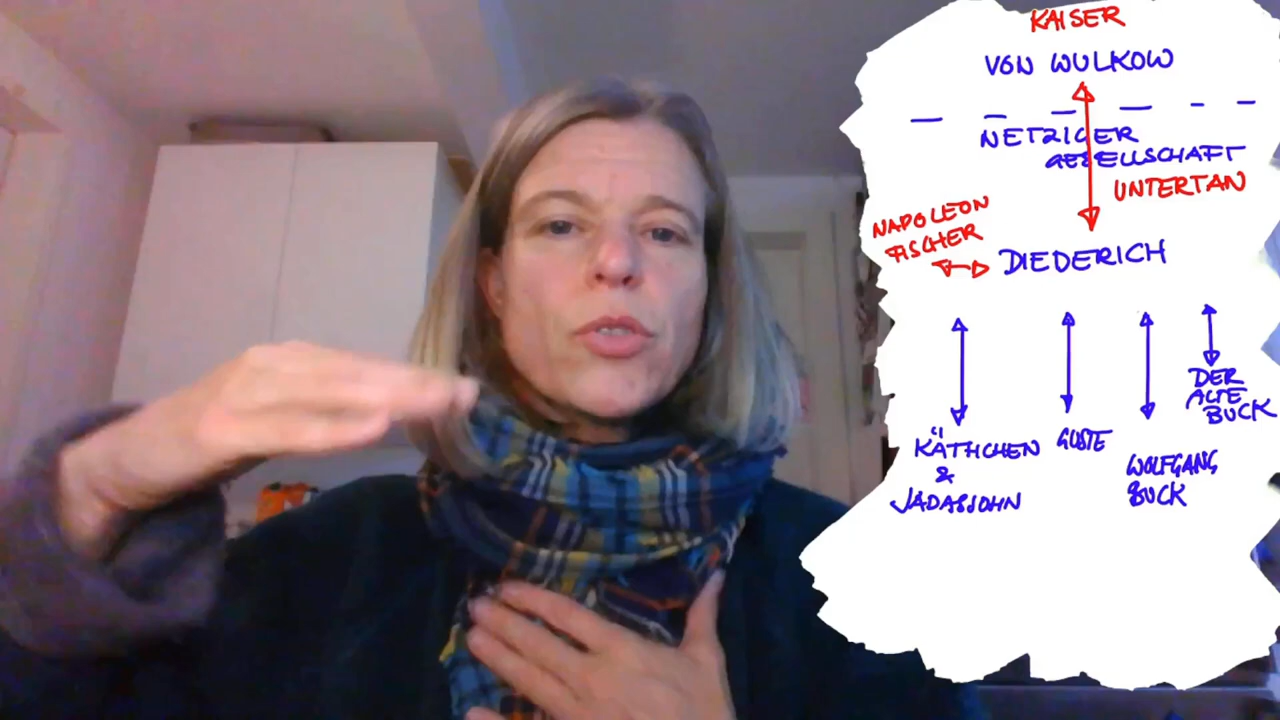 KAISER
VON WULKOW
NETZIGER
GESELLSCHAFT
UNTERTAN
NAPOLEON
FISCHER
DIEDERICH
KÄTHCHEN
&
JADASSOHN
GUSTE
WOLFGANG
BUCK
DER
ALTE
BUCK